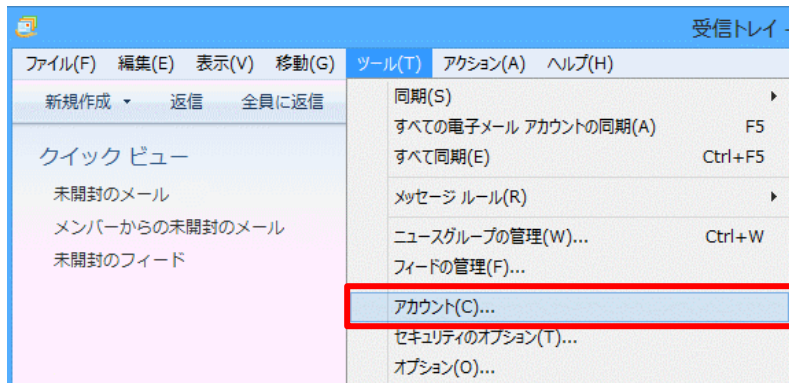 受信トレイ -
ファイル(F) 編集(E) 表示(V) 移動(G) ツール(T) アクション(A) ヘルプ(H)
新規作成 返信 全員に返信
同期(S)
すべての電子メール アカウントの同期(A) F5
クイック ビュー
すべて同期(E) Ctrl+F5
未開封のメール
メッセージ ルール(R)
メンバーからの未開封のメール
ニュースグループの管理(W)... Ctrl+W
未開封のフィード
フィードの管理(F)...
アカウント(C)...
セキュリティのオプション(T)...
オプション(O)...